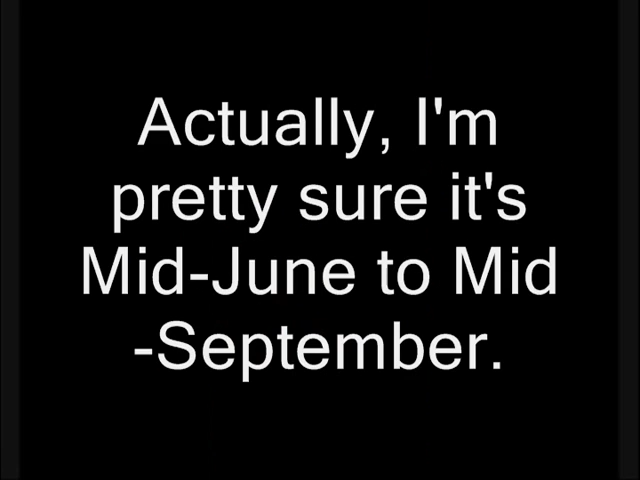 Actually, I'm
pretty sure it's
Mid-June to Mid
-September.